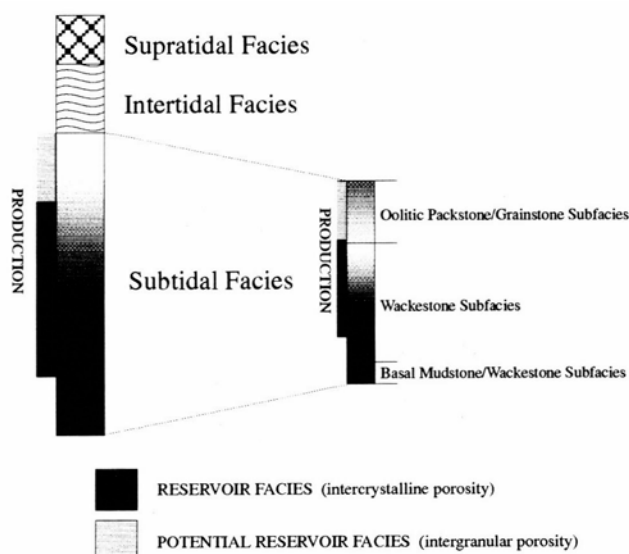 Supratidal Facies
Intertidal Facies
PRODUCTION
Subtidal Facies
PRODUCTION
Oolitic Packstone/Grainstone Subfacies
Wackestone Subfacies
Basal Mudstone/Wackestone Subfacies
RESERVOIR FACIES (intercrystalline porosity)
POTENTIAL RESERVOIR FACIES (intergranular porosity)